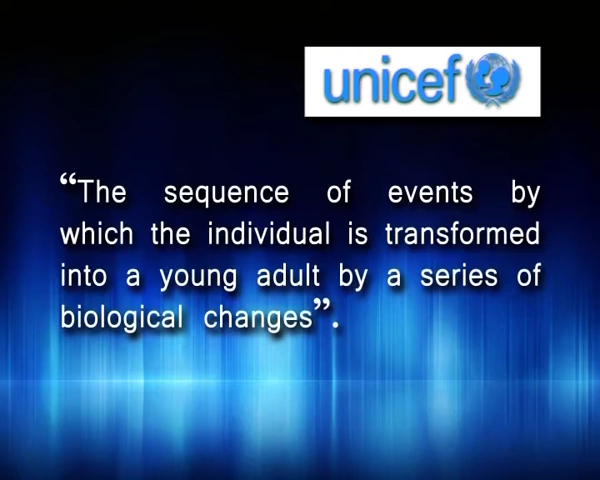 unicef
“The sequence of events by
which the individual is transformed
into a young adult by a series of
biological changes”.